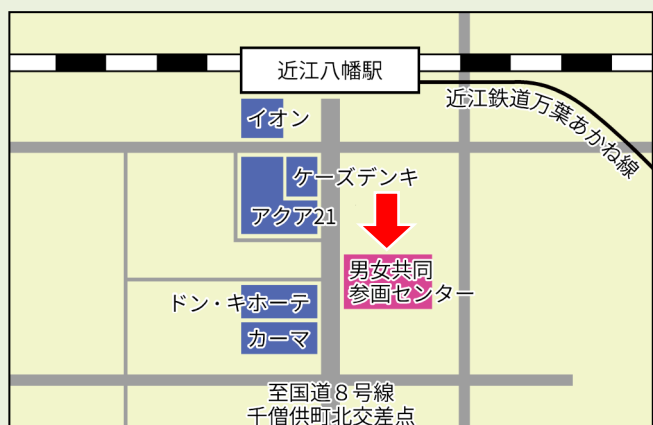 近江八幡駅
近江鉄道万葉あかね線
イオン
ケーズデンキ
アクア21
男女共同
参画センター
ドン・キホーテ
カーマ
至国道８号線
千僧供町北交差点